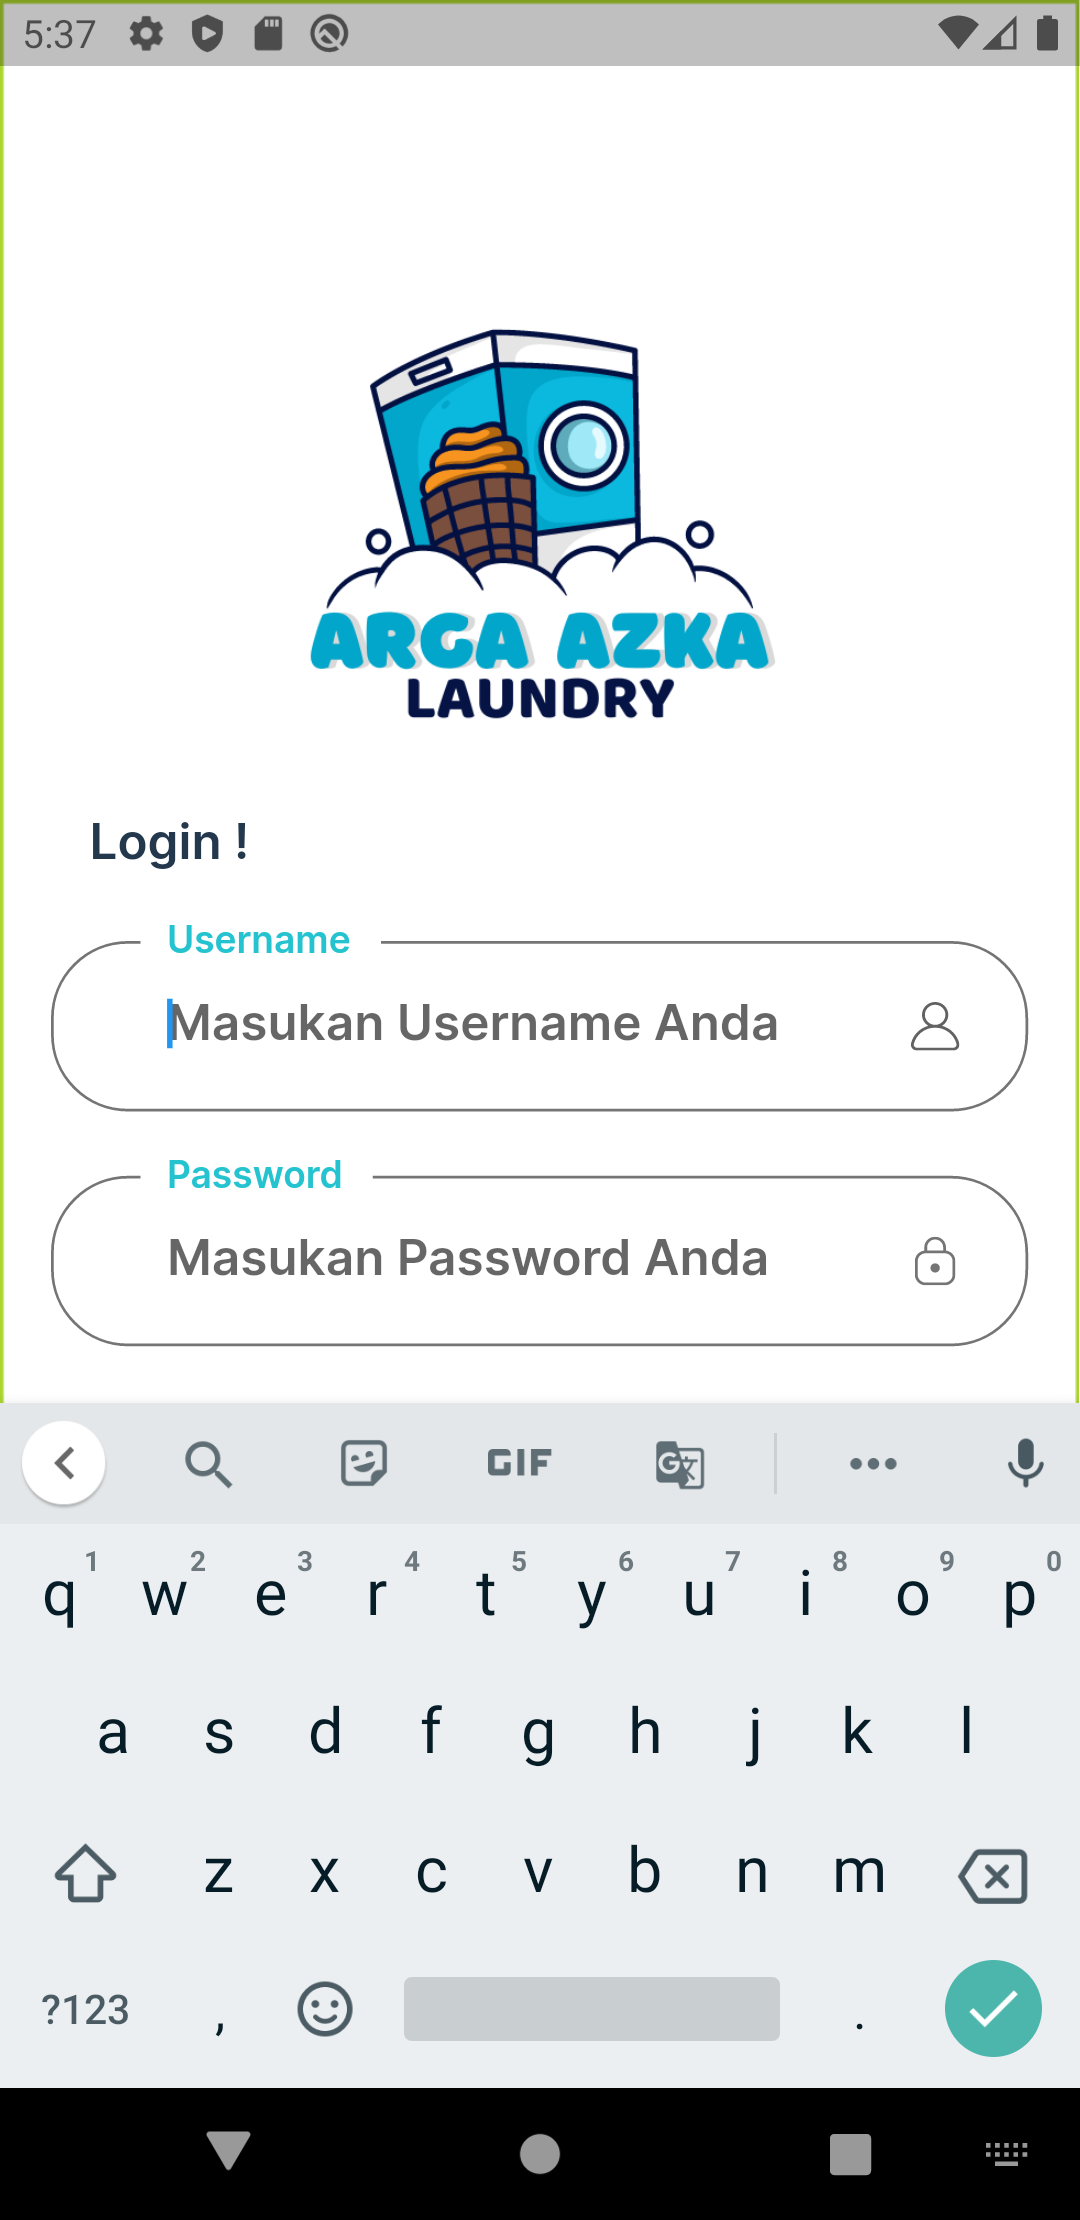 5:37
ARGA AZKA
LAUNDRY
Login !
Username
Masukan Username Anda
Password
Masukan Password Anda
GIF
1 2 3 4 5 6 7 8 9 0
q w e r t y u i o p
a s d f g h j k l
z x c v b n m
?123 , .